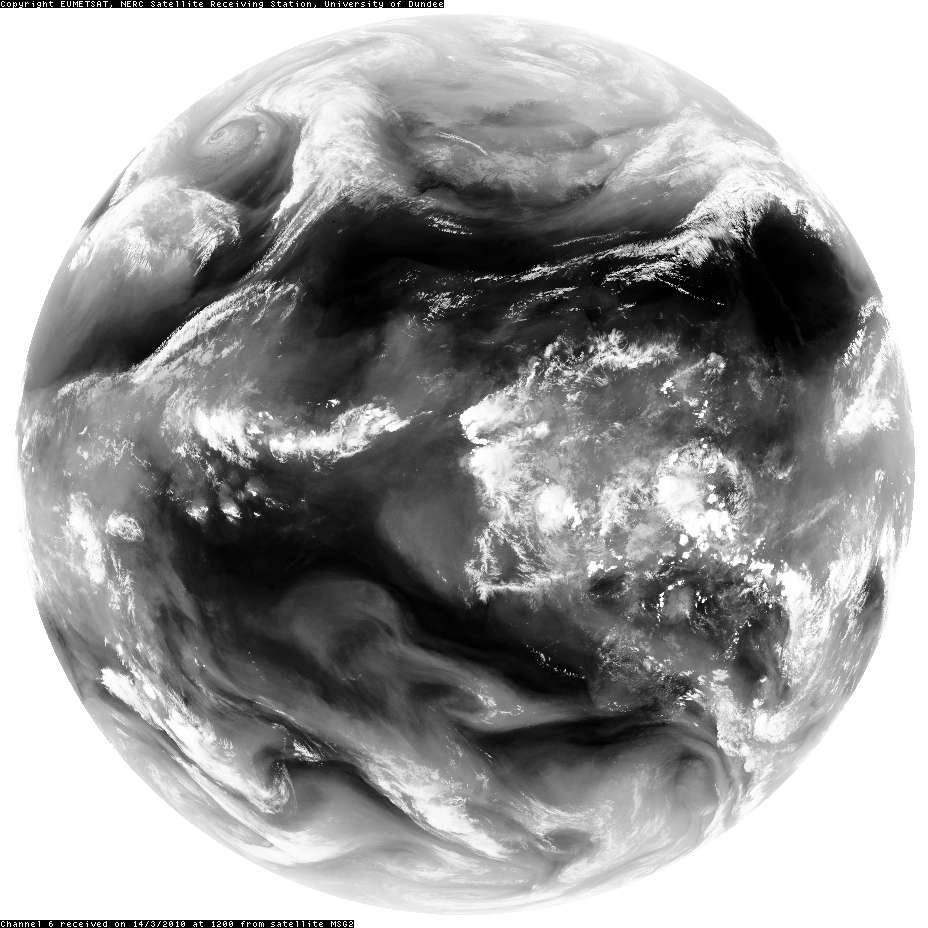 Copyright EUMETSAT, NERC Satellite Receiving Station, University of Dundee
Channel 6 received on 14/3/2010 at 1200 from satellite MSG2